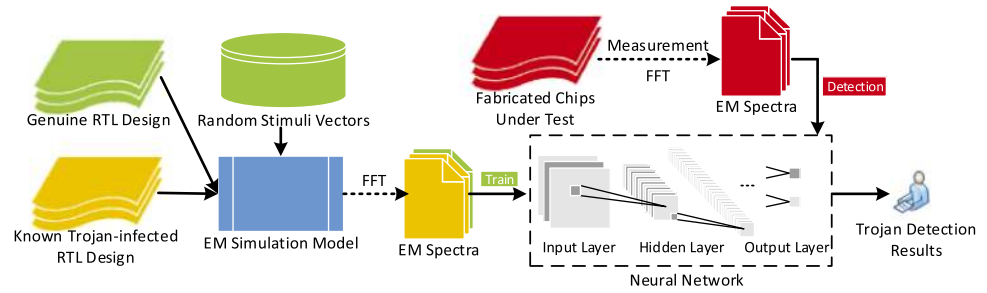 Genuine RTL Design
Random Stimuli Vectors
Known Trojan-infected
RTL Design
EM Simulation Model
FFT
EM Spectra
Train
Fabricated Chips
Under Test
Measurement
FFT
EM Spectra
Detection
Input Layer
Hidden Layer
...
Output Layer
Neural Network
Trojan Detection
Results